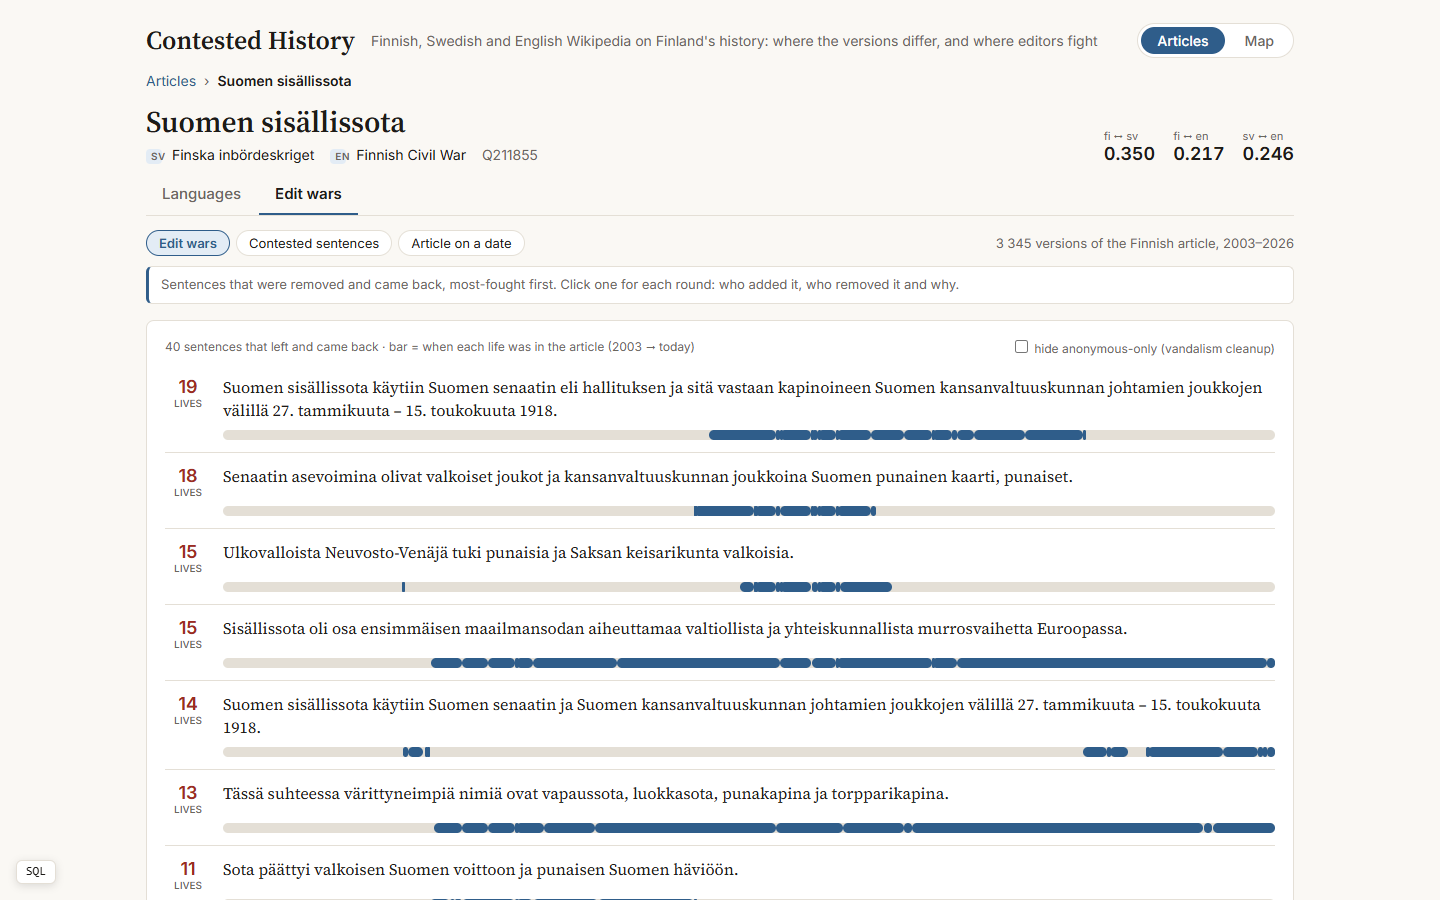 Contested History
Finnish, Swedish and English Wikipedia on Finland's history: where the versions differ, and where editors fight
Articles Map
Articles › Suomen sisällissota
Suomen sisällissota
SV Finska inbördeskriget EN Finnish Civil War Q211855
fi ↔ sv fi ↔ en sv ↔ en
0.350 0.217 0.246
Languages Edit wars
Edit wars Contested sentences Article on a date
3 345 versions of the Finnish article, 2003–2026
Sentences that were removed and came back, most-fought first. Click one for each round: who added it, who removed it and why.
40 sentences that left and came back · bar = when each life was in the article (2003 → today)
hide anonymous-only (vandalism cleanup)
19 LIVES
Suomen sisällissota käytiin Suomen senaatin eli hallituksen ja sitä vastaan kapinoineen Suomen kansanvaltuuskunnan johtamien joukkojen
välillä 27. tammikuuta – 15. toukokuuta 1918.
18 LIVES
Senaatin asevoimina olivat valkoiset joukot ja kansanvaltuuskunnan joukkoina Suomen punainen kaarti, punaiset.
15 LIVES
Ulkovalloista Neuvosto-Venäjä tuki punaisia ja Saksan keisarikunta valkoisia.
15 LIVES
Sisällissota oli osa ensimmäisen maailmansodan aiheuttamaa valtiollista ja yhteiskunnallista murrosvaihetta Euroopassa.
14 LIVES
Suomen sisällissota käytiin Suomen senaatin ja Suomen kansanvaltuuskunnan johtamien joukkojen välillä 27. tammikuuta – 15. toukokuuta
1918.
13 LIVES
Tässä suhteessa värittyneimpiä nimiä ovat vapaussota, luokkasota, punakapina ja torpparikapina.
11 LIVES
Sota päättyi valkoisen Suomen voittoon ja punaisen Suomen häviöön.
SQL